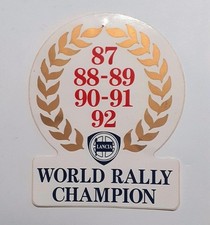 87
88-89
90-91
92
LANCIA
WORLD RALLY
CHAMPION